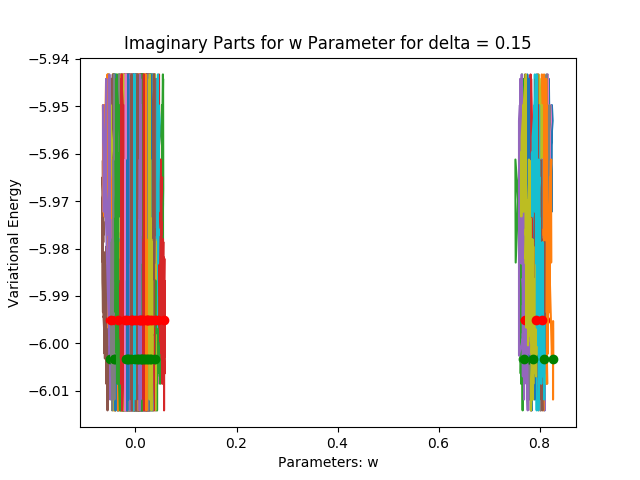 Imaginary Parts for w Parameter for delta = 0.15
Variational Energy
−5.94
−5.95
−5.96
−5.97
−5.98
−5.99
−6.00
−6.01
0.0 0.2 0.4 0.6 0.8
Parameters: w